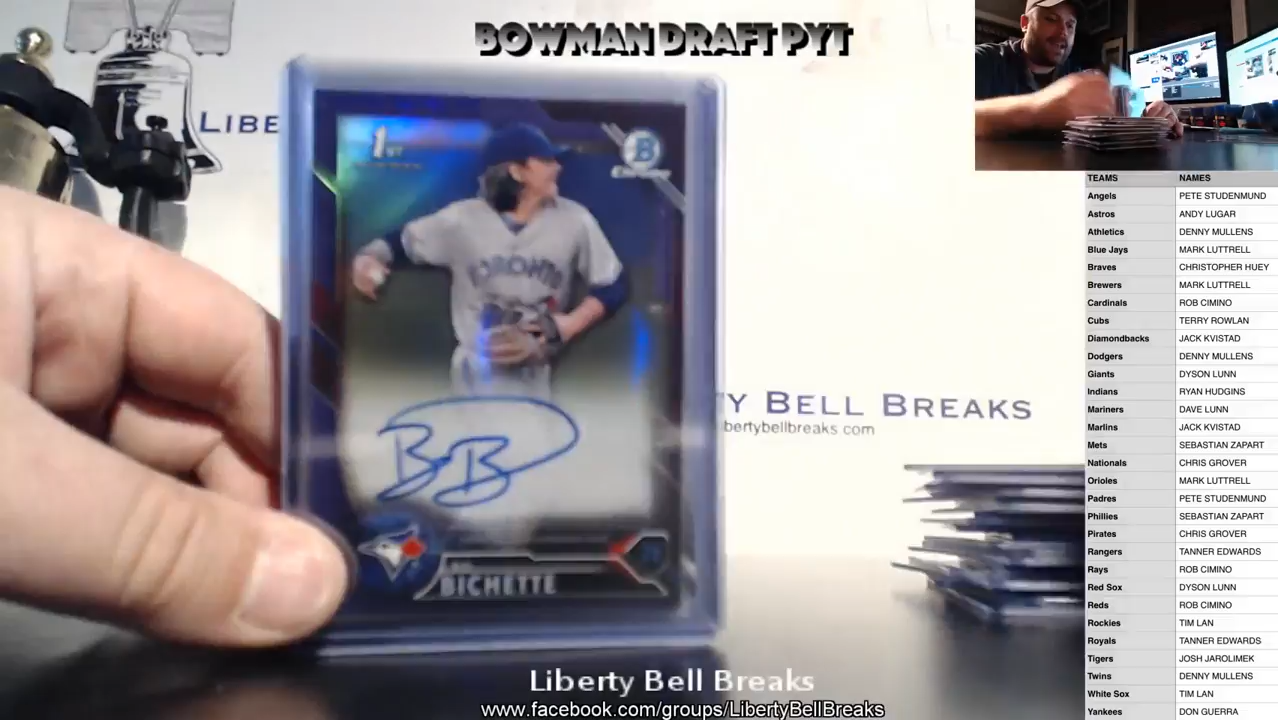 BOWMAN DRAFT PYT
LIBE
1ST
B
Chrome
TORONTO
BB
BICHETTE
TY BELL BREAKS
bertybellbreaks.com
Liberty Bell Breaks
www.facebook.com/groups/LibertyBellBreaks
TEAMS NAMES
Angels PETE STUDENMUND
Astros ANDY LUGAR
Athletics DENNY MULLENS
Blue Jays MARK LUTTRELL
Braves CHRISTOPHER HUEY
Brewers MARK LUTTRELL
Cardinals ROB CIMINO
Cubs TERRY ROWLAN
Diamondbacks JACK KVISTAD
Dodgers DENNY MULLENS
Giants DYSON LUNN
Indians RYAN HUDGINS
Mariners DAVE LUNN
Marlins JACK KVISTAD
Mets SEBASTIAN ZAPART
Nationals CHRIS GROVER
Orioles MARK LUTTRELL
Padres PETE STUDENMUND
Phillies SEBASTIAN ZAPART
Pirates CHRIS GROVER
Rangers TANNER EDWARDS
Rays ROB CIMINO
Red Sox DYSON LUNN
Reds ROB CIMINO
Rockies TIM LAN
Royals TANNER EDWARDS
Tigers JOSH JAROLIMEK
Twins DENNY MULLENS
White Sox TIM LAN
Yankees DON GUERRA